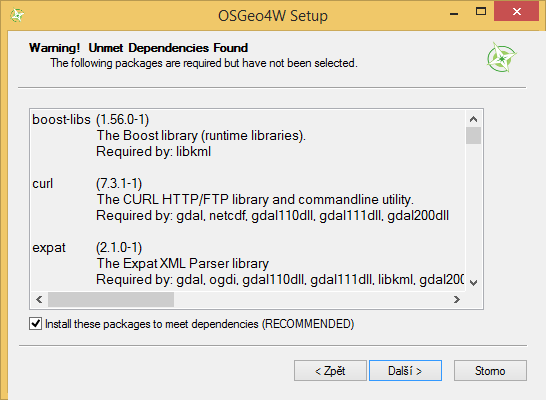 OSGeo4W Setup
Warning! Unmet Dependencies Found
The following packages are required but have not been selected.
boost-libs (1.56.0-1)
The Boost library (runtime libraries).
Required by: libkml
curl (7.3.1-1)
The CURL HTTP/FTP library and commandline utility.
Required by: gdal, netcdf, gdal110dll, gdal111dll, gdal200dll
expat (2.1.0-1)
The Expat XML Parser library
Required by: gdal, ogdi, gdal110dll, gdal111dll, libkml, gdal200
Install these packages to meet dependencies (RECOMMENDED)
< Zpět Další > Storno